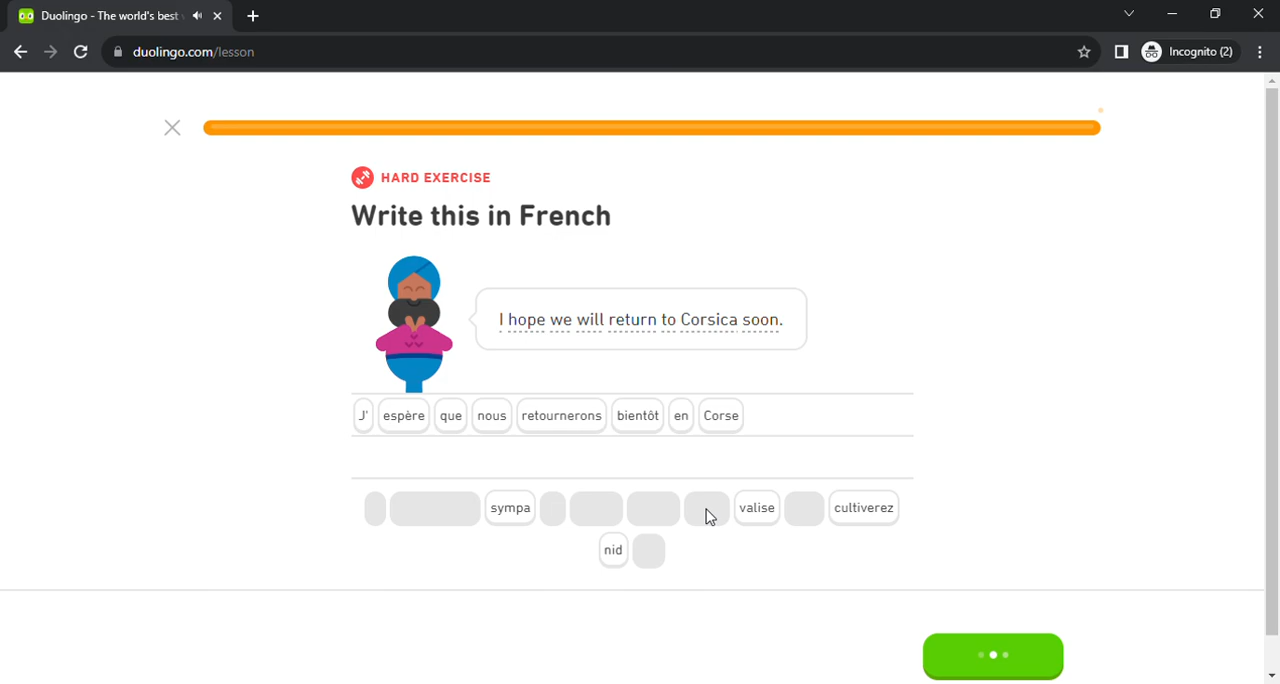 Duolingo - The world's best
duolingo.com/lesson
Incognito (2)
HARD EXERCISE
Write this in French
I hope we will return to Corsica soon.
J' espère que nous retournerons bientôt en Corse
sympa valise cultiverez
nid